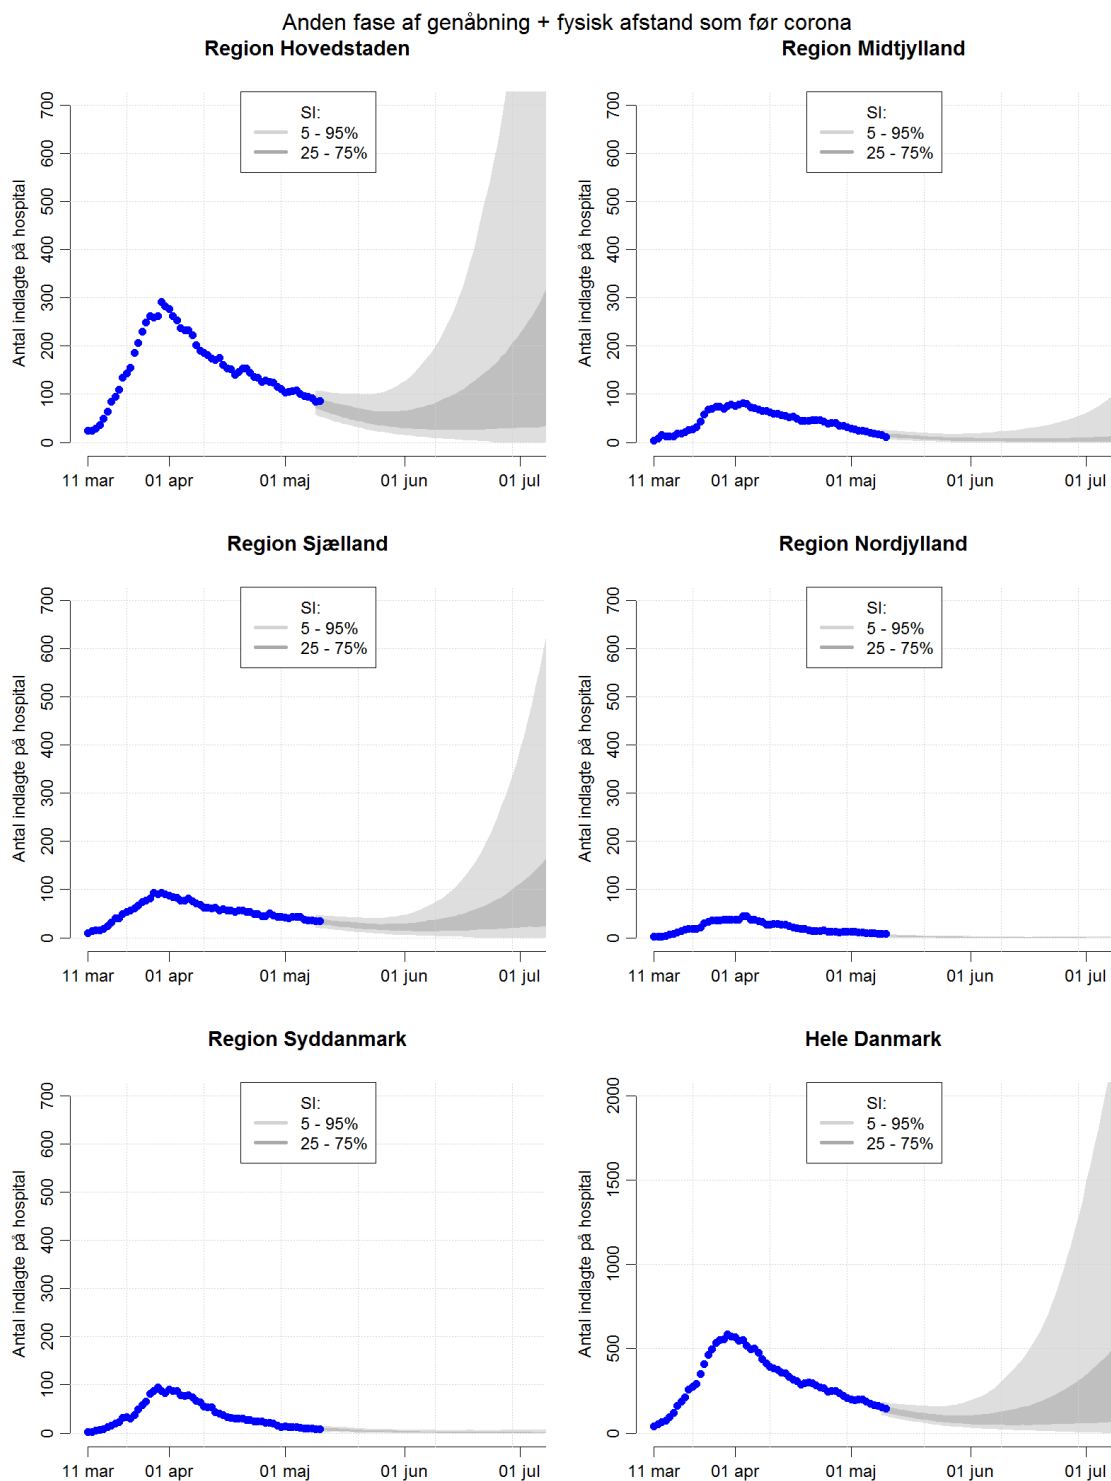 Anden fase af genåbning + fysisk afstand som før corona
Region Hovedstaden
Antal indlagte på hospital
700
600
500
400
300
200
100
0
SI:
5 - 95%
25 - 75%
11 mar
01 apr
01 maj
01 jun
01 jul
Region Midtjylland
Antal indlagte på hospital
700
600
500
400
300
200
100
0
SI:
5 - 95%
25 - 75%
11 mar
01 apr
01 maj
01 jun
01 jul
Region Sjælland
Antal indlagte på hospital
700
600
500
400
300
200
100
0
SI:
5 - 95%
25 - 75%
11 mar
01 apr
01 maj
01 jun
01 jul
Region Nordjylland
Antal indlagte på hospital
700
600
500
400
300
200
100
0
SI:
5 - 95%
25 - 75%
11 mar
01 apr
01 maj
01 jun
01 jul
Region Syddanmark
Antal indlagte på hospital
700
600
500
400
300
200
100
0
SI:
5 - 95%
25 - 75%
11 mar
01 apr
01 maj
01 jun
01 jul
Hele Danmark
Antal indlagte på hospital
2000
1500
1000
500
0
SI:
5 - 95%
25 - 75%
11 mar
01 apr
01 maj
01 jun
01 jul